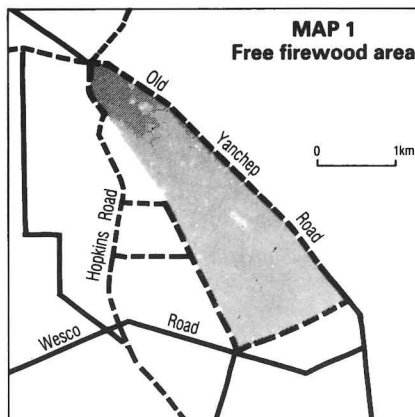 MAP 1
Free firewood area
Old Yanchep Road
0 1km
Hopkins Road
Wesco Road